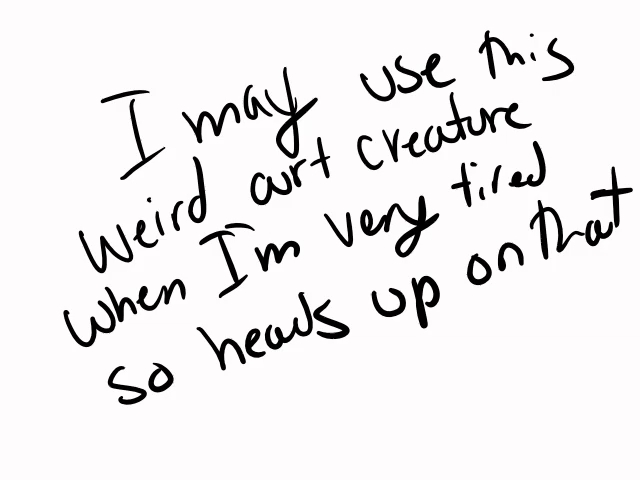 I may use this
weird art creature
when I'm very tired
so heads up on that